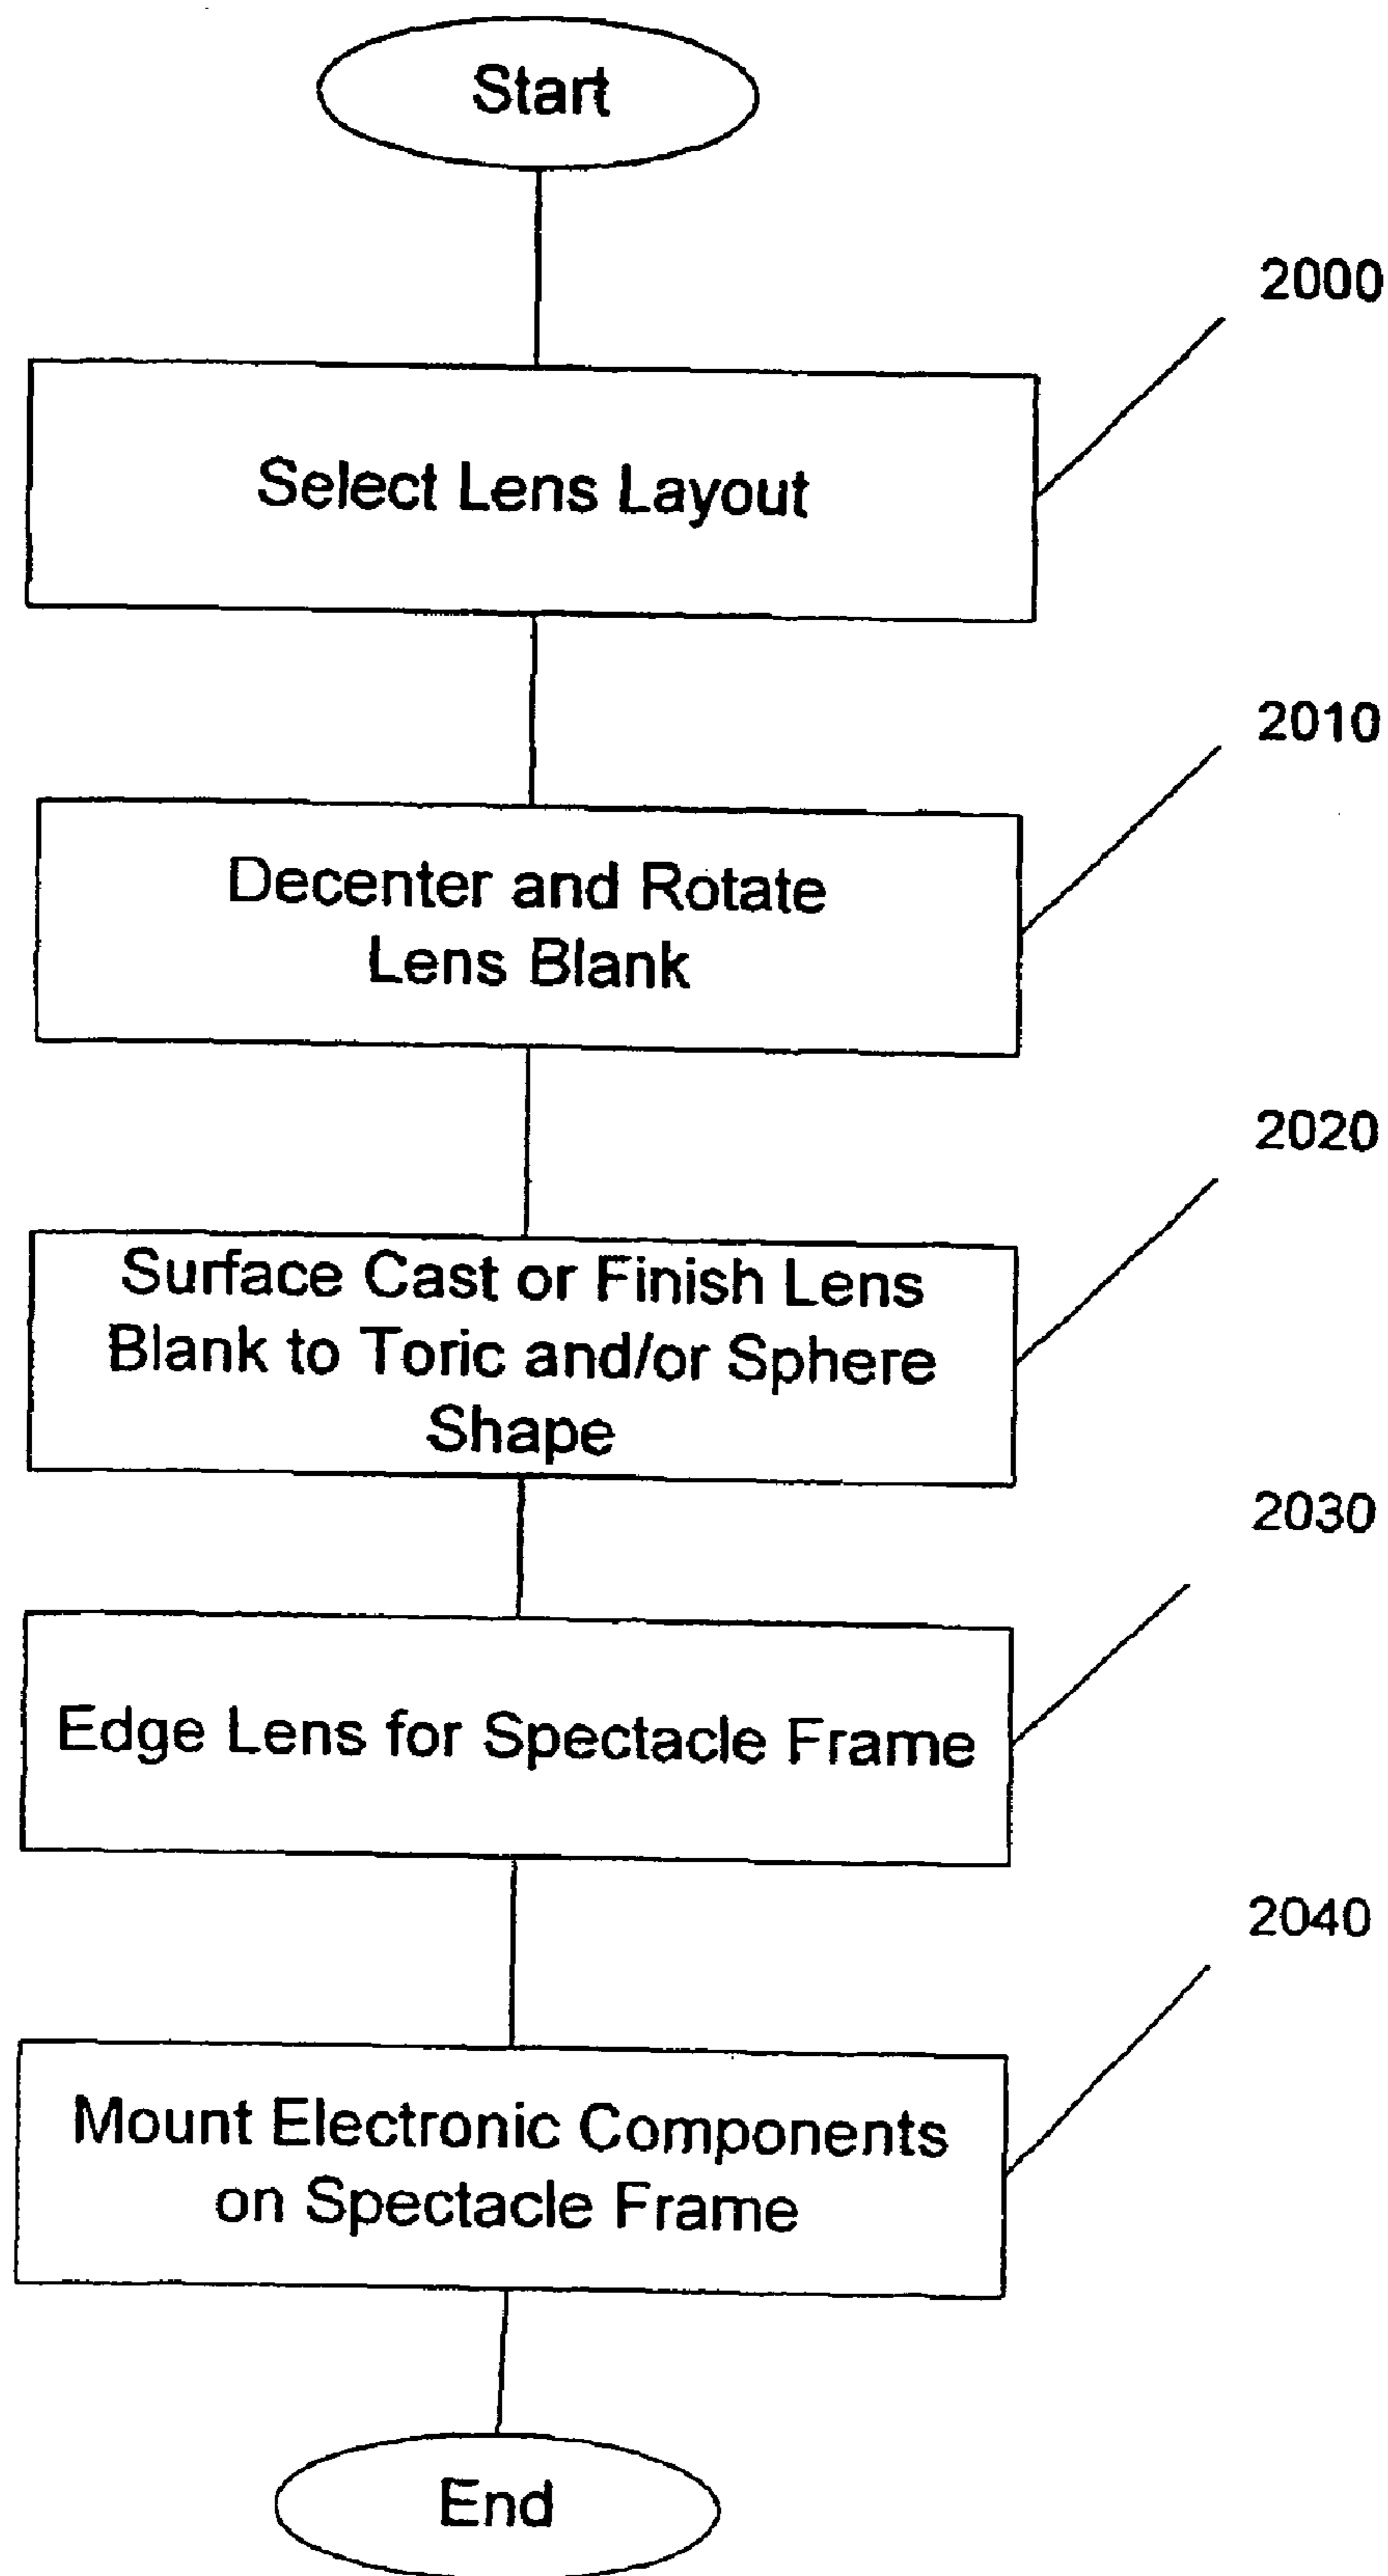 Start
2000
Select Lens Layout
2010
Decenter and Rotate
Lens Blank
2020
Surface Cast or Finish Lens
Blank to Toric and/or Sphere
Shape
2030
Edge Lens for Spectacle Frame
2040
Mount Electronic Components
on Spectacle Frame
End